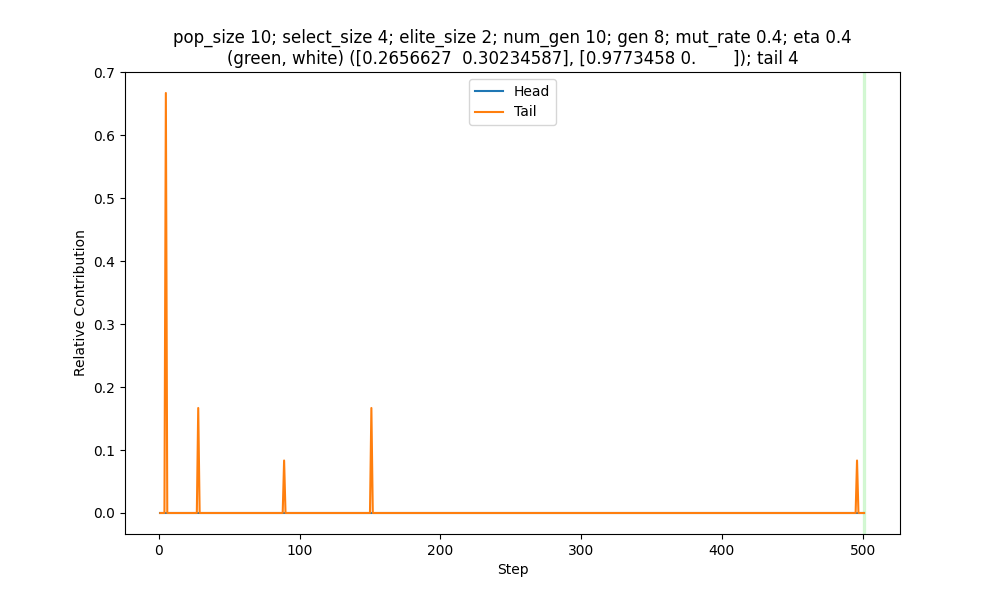 pop_size 10; select_size 4; elite_size 2; num_gen 10; gen 8; mut_rate 0.4; eta 0.4
(green, white) ([0.2656627 0.30234587], [0.9773458 0. ]); tail 4
Head
Tail
0.7
0.6
0.5
0.4
0.3
0.2
0.1
0.0
Relative Contribution
0 100 200 300 400 500
Step